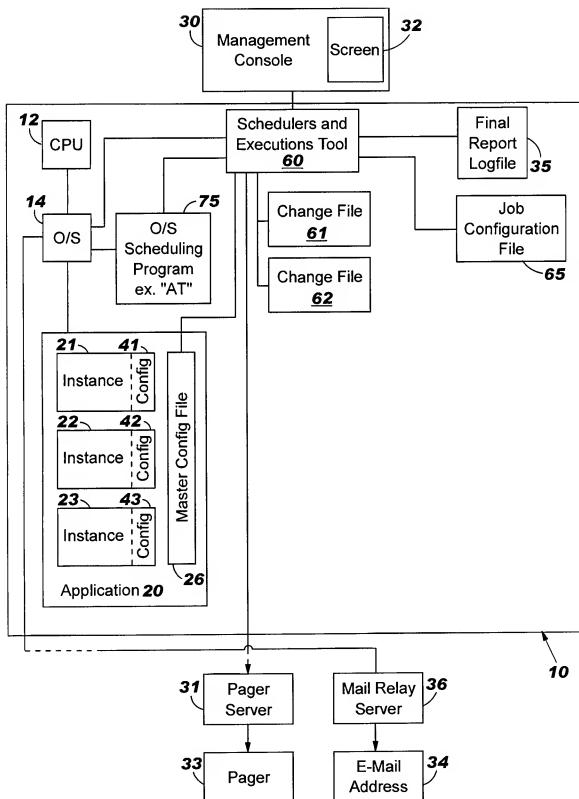 30
Management
Console
32
Screen
12
CPU
Schedulers and
Executions Tool
60
Final
Report
Logfile
35
14
O/S
75
O/S
Scheduling
Program
ex. "AT"
Change File
61
Job
Configuration
File
65
Change File
62
21
41
Instance
Config
22
42
Instance
Config
23
43
Instance
Config
Master Config File
26
Application 20
10
31
Pager
Server
Mail Relay
Server
36
33
Pager
E-Mail
Address
34